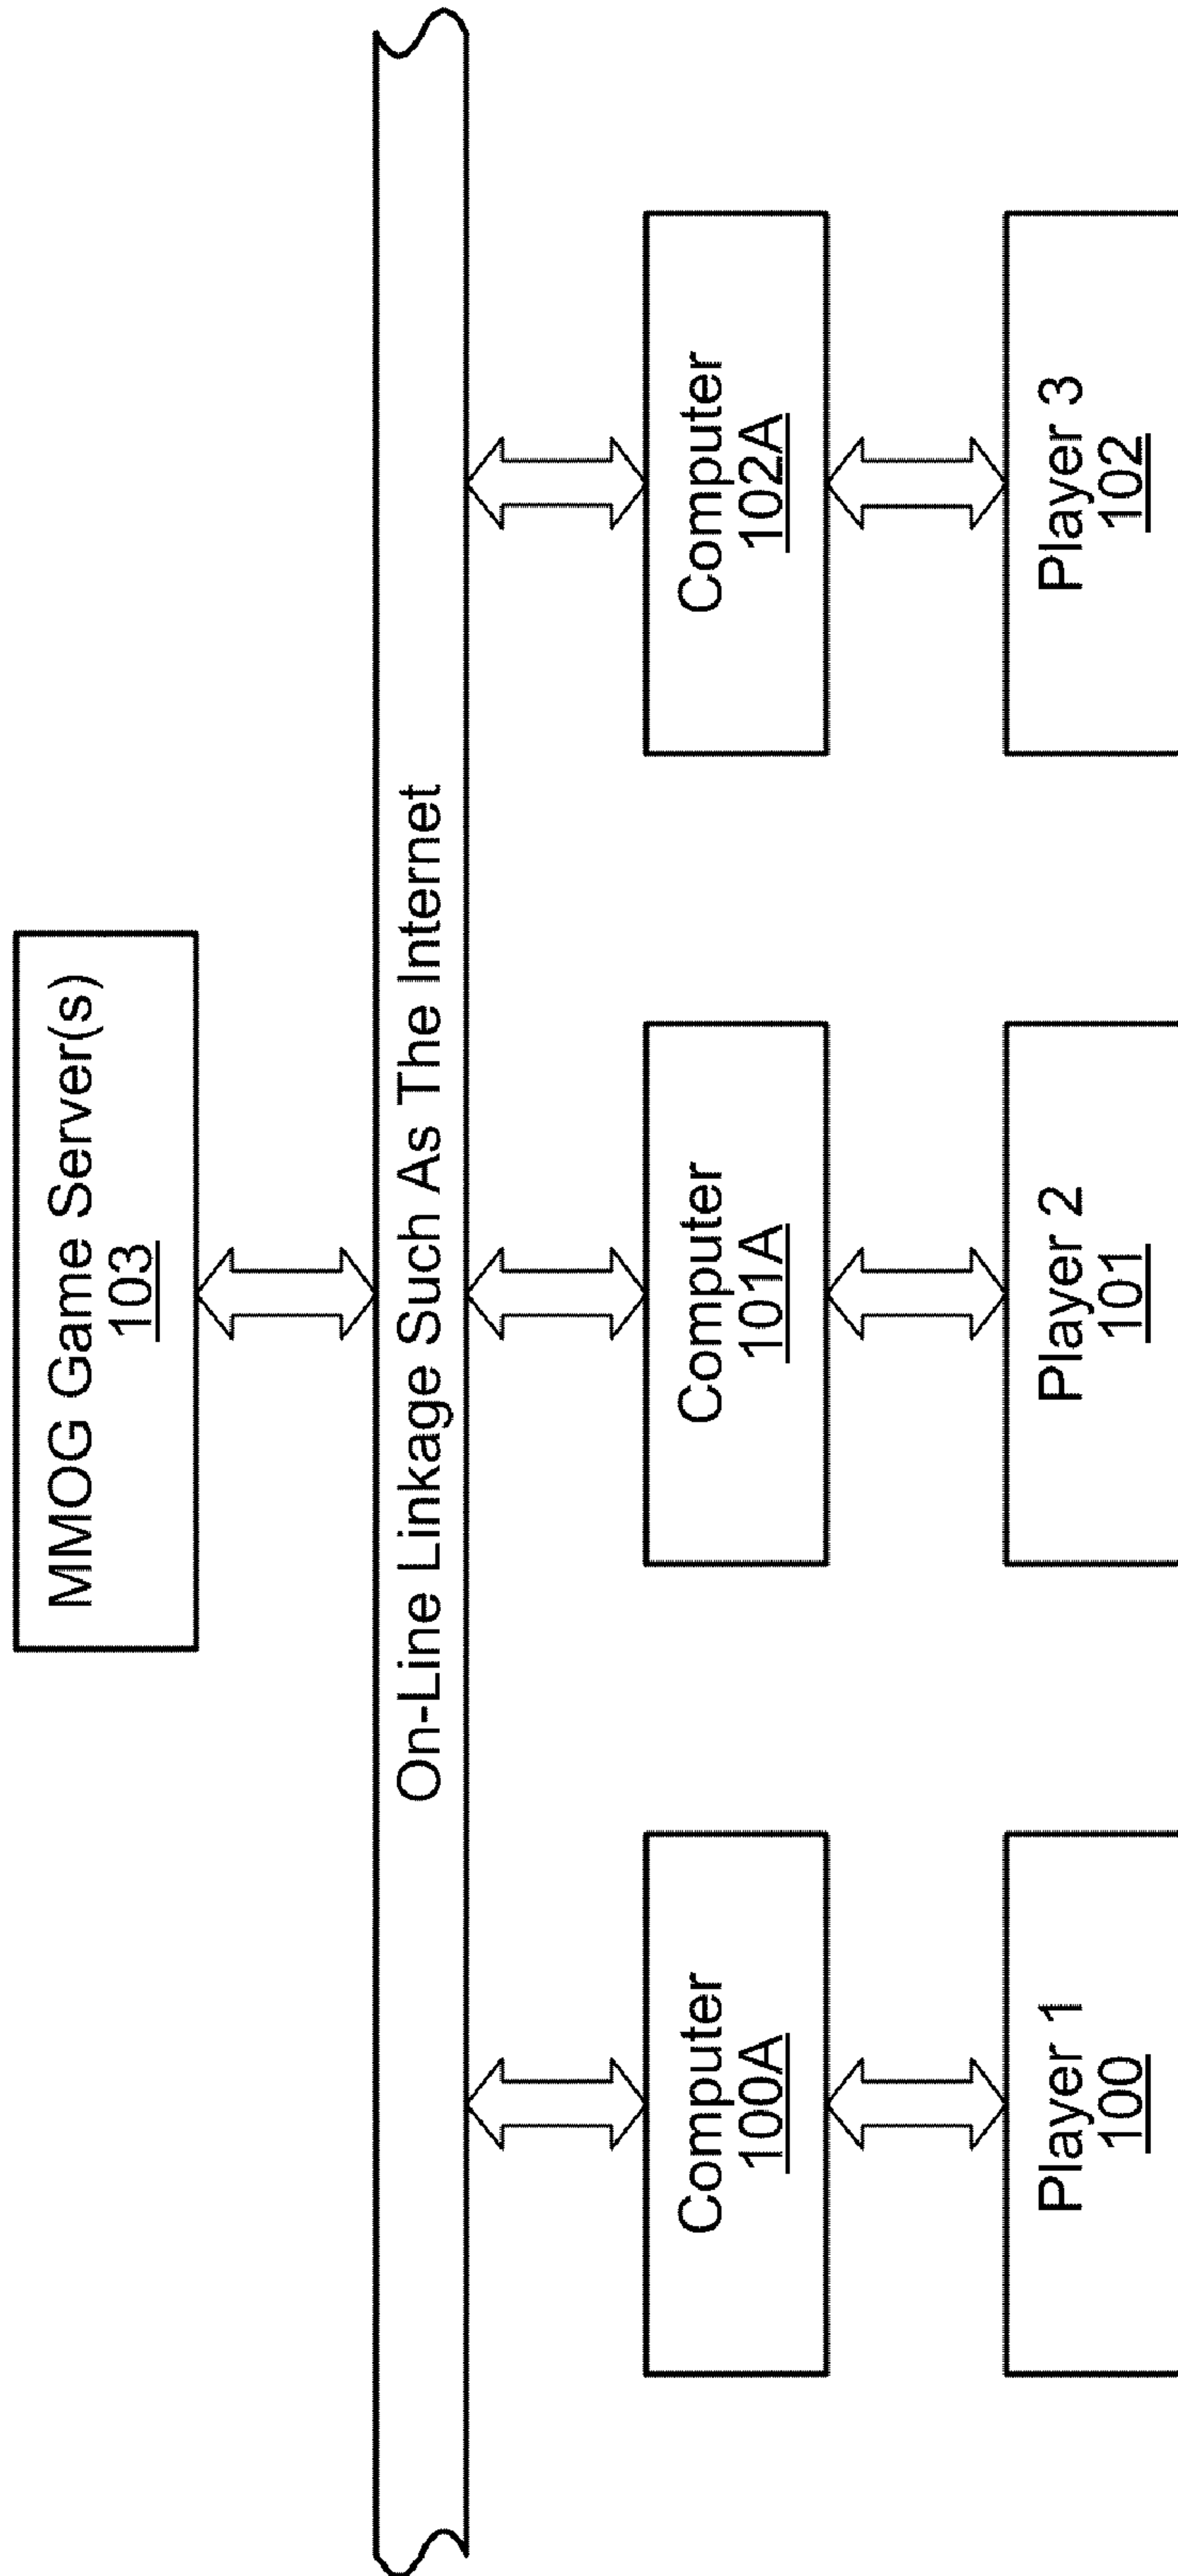 MMOG Game Server(s)
103
On-Line Linkage Such As The Internet
Computer
100A
Computer
101A
Computer
102A
Player 1
100
Player 2
101
Player 3
102